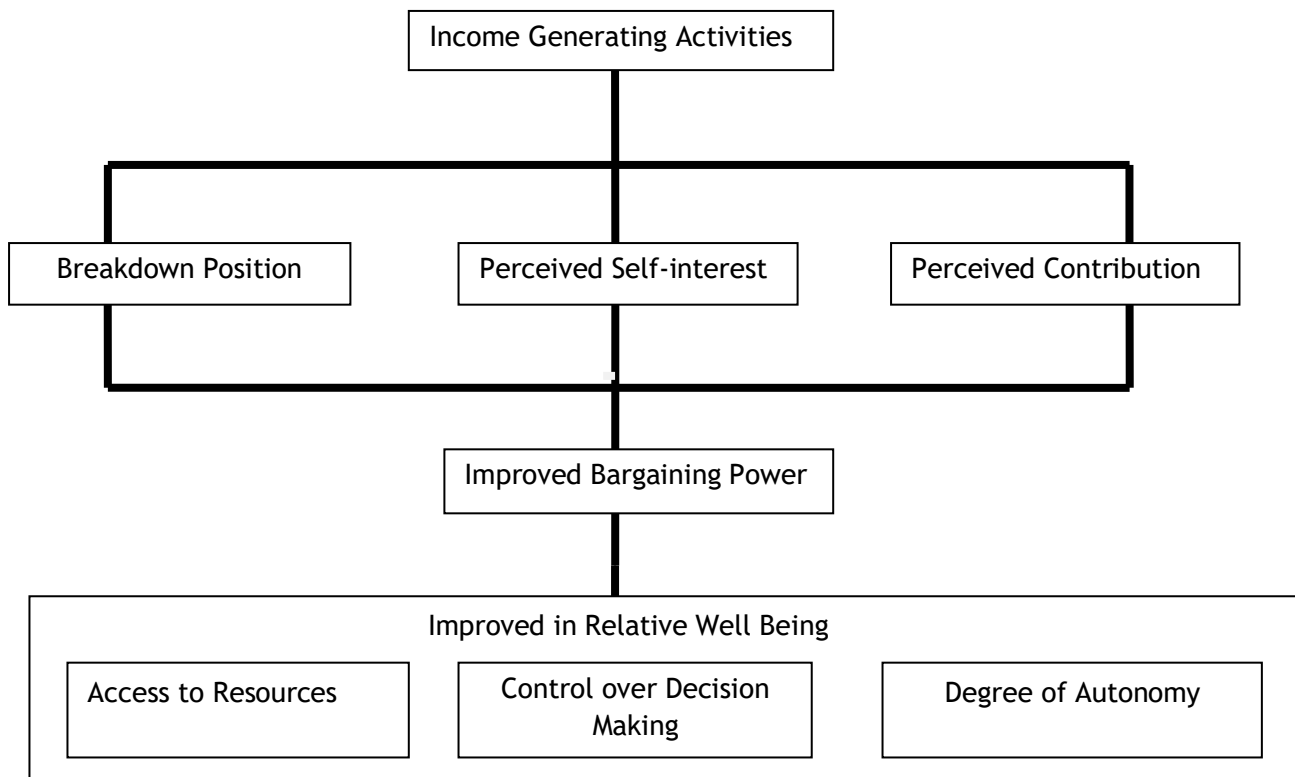 Income Generating Activities
Breakdown Position
Perceived Self-interest
Perceived Contribution
Improved Bargaining Power
Improved in Relative Well Being
Access to Resources
Control over Decision
Making
Degree of Autonomy